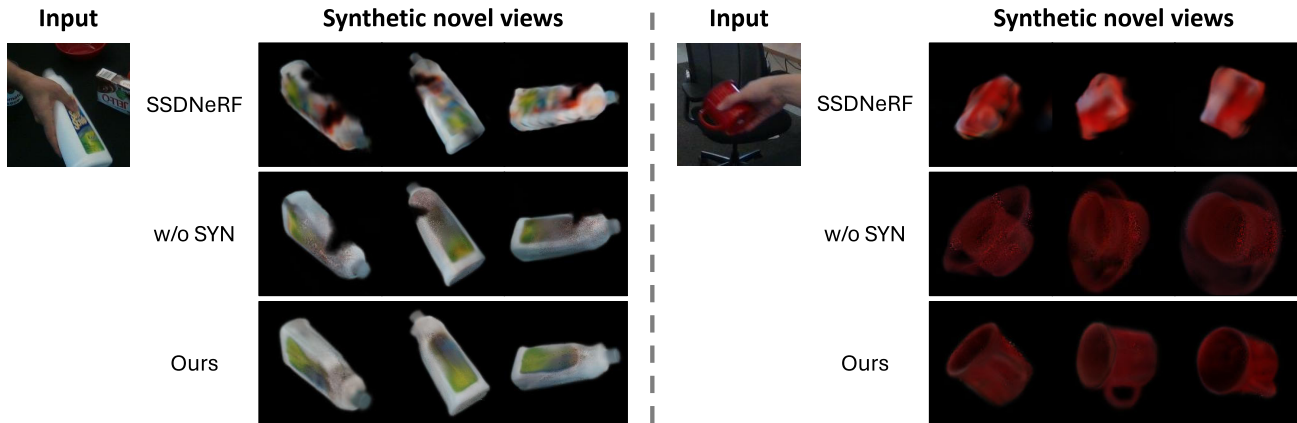 Input
Synthetic novel views
SSDNeRF
w/o SYN
Ours
Input
Synthetic novel views
SSDNeRF
w/o SYN
Ours